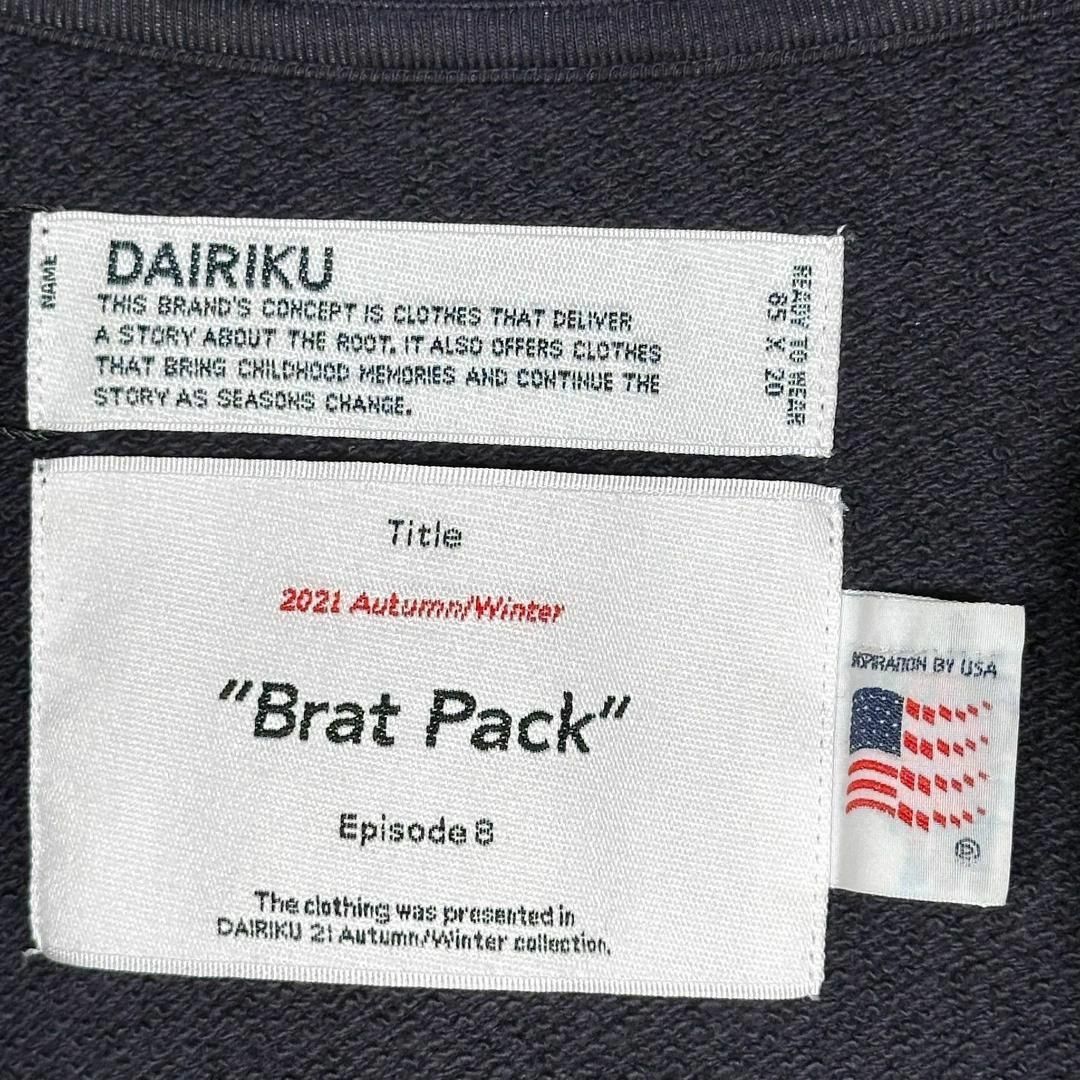 NAME
DAIRIKU
THIS BRAND'S CONCEPT IS CLOTHES THAT DELIVER
A STORY ABOUT THE ROOT. IT ALSO OFFERS CLOTHES
THAT BRING CHILDHOOD MEMORIES AND CONTINUE THE
STORY AS SEASONS CHANGE.
READY TO WEAR
65 X 20
Title
2021 Autumn/Winter
"Brat Pack"
Episode 8
The clothing was presented in
DAIRIKU 21 Autumn/Winter collection.
NSPIRATION BY USA